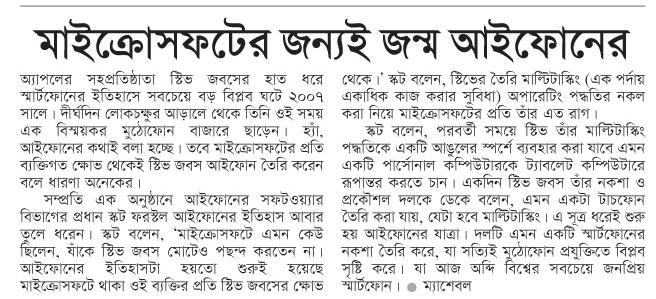 মাইক্রোসফটের জন্যই জন্ম আইফোনের
অ্যাপলের সহপ্রতিষ্ঠাতা স্টিভ জবসের হাত ধরে
স্মার্টফোনের ইতিহাসে সবচেয়ে বড় বিপ্লব ঘটে ২০০৭
সালে। দীর্ঘদিন লোকচক্ষুর আড়ালে থেকে তিনি ওই সময়
এক বিস্ময়কর মুঠোফোন বাজারে ছাড়েন। হ্যাঁ,
আইফোনের কথাই বলা হচ্ছে। তবে মাইক্রোসফটের প্রতি
ব্যক্তিগত ক্ষোভ থেকেই স্টিভ জবস আইফোন তৈরি করেন
বলে ধারণা অনেকের।
সম্প্রতি এক অনুষ্ঠানে আইফোনের সফটওয়্যার
বিভাগের প্রধান স্কট ফরস্টল আইফোনের ইতিহাস আবার
তুলে ধরেন। স্কট বলেন, ‘মাইক্রোসফটে এমন কেউ
ছিলেন, যাঁকে স্টিভ জবস মোটেও পছন্দ করতেন না।
আইফোনের ইতিহাসটা হয়তো শুরুই হয়েছে
মাইক্রোসফটে থাকা ওই ব্যক্তির প্রতি স্টিভ জবসের ক্ষোভ
থেকে।’ স্কট বলেন, স্টিভের তৈরি মাল্টিটাস্কিং (এক পর্দায়
একাধিক কাজ করার সুবিধা) অপারেটিং পদ্ধতির নকল
করা নিয়ে মাইক্রোসফটের প্রতি তাঁর এত রাগ।
স্কট বলেন, পরবর্তী সময়ে স্টিভ তাঁর মাল্টিটাস্কিং
পদ্ধতিকে একটি আঙুলের স্পর্শে ব্যবহার করা যাবে এমন
একটি পার্সোনাল কম্পিউটারকে ট্যাবলেট কম্পিউটারে
রূপান্তর করতে চান। একদিন স্টিভ জবস তাঁর নকশা ও
প্রকৌশল দলকে ডেকে বলেন, এমন একটা টাচফোন
তৈরি করা যায়, যেটা হবে মাল্টিটাস্কিং। এ সূত্র ধরেই শুরু
হয় আইফোনের যাত্রা। দলটি এমন একটি স্মার্টফোনের
নকশা তৈরি করে, যা সত্যিই মুঠোফোন প্রযুক্তিতে বিপ্লব
সৃষ্টি করে। যা আজ অব্দি বিশ্বের সবচেয়ে জনপ্রিয়
স্মার্টফোন। ● ম্যাশেবল